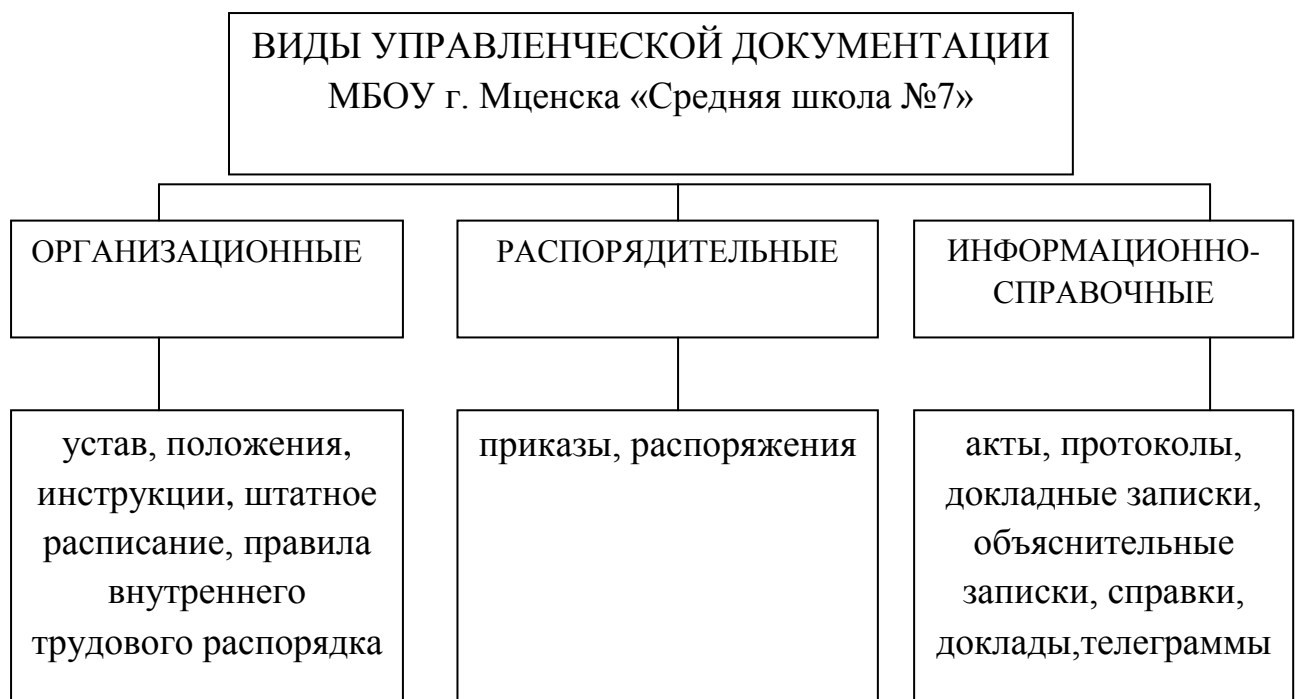 ВИДЫ УПРАВЛЕНЧЕСКОЙ ДОКУМЕНТАЦИИ
МБОУ г. Мценска «Средняя школа №7»
ОРГАНИЗАЦИОННЫЕ
РАСПОРЯДИТЕЛЬНЫЕ
ИНФОРМАЦИОННО-
СПРАВОЧНЫЕ
устав, положения,
инструкции, штатное
расписание, правила
внутреннего
трудового распорядка
приказы, распоряжения
акты, протоколы,
докладные записки,
объяснительные
записки, справки,
доклады,телеграммы